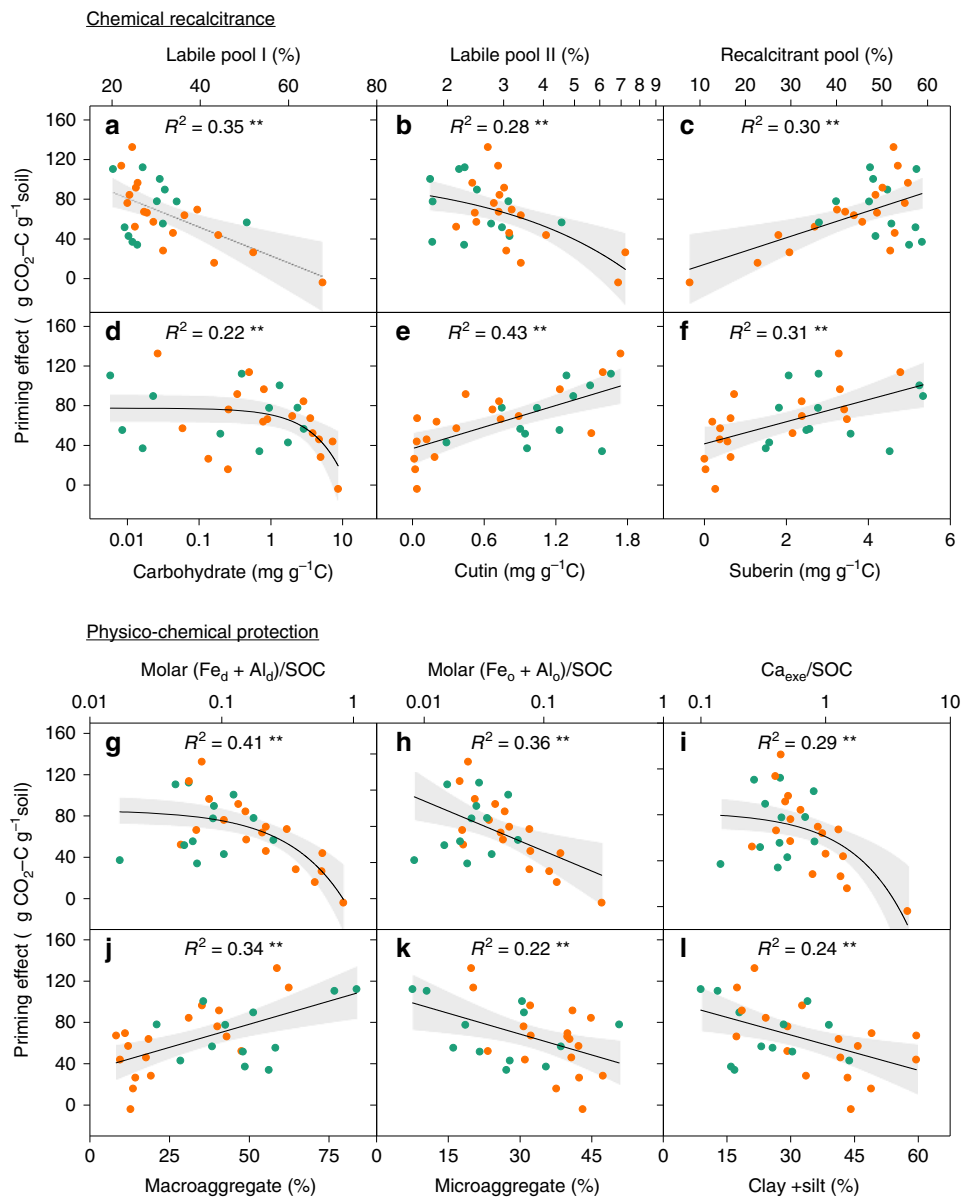 Chemical recalcitrance
Labile pool I (%) Labile pool II (%) Recalcitrant pool (%)
20 40 60 80 2 3 4 5 6 7 8 9 10 20 30 40 50 60
a R² = 0.35 ** b R² = 0.28 ** c R² = 0.30 **
160
120
80
40
0
Priming effect ( g CO₂–C g⁻¹soil)
d R² = 0.22 ** e R² = 0.43 ** f R² = 0.31 **
160
120
80
40
0
0.01 0.1 1 10 0.0 0.6 1.2 1.8 0 2 4 6
Carbohydrate (mg g⁻¹C) Cutin (mg g⁻¹C) Suberin (mg g⁻¹C)
Physico-chemical protection
Molar (Fed + Ald)/SOC Molar (Feo + Alo)/SOC Caexe/SOC
0.01 0.1 1 0.01 0.1 1 0.1 1 10
g R² = 0.41 ** h R² = 0.36 ** i R² = 0.29 **
160
120
80
40
0
Priming effect ( g CO₂–C g⁻¹soil)
j R² = 0.34 ** k R² = 0.22 ** l R² = 0.24 **
160
120
80
40
0
0 25 50 75 15 30 45 0 15 30 45 60
Macroaggregate (%) Microaggregate (%) Clay +silt (%)